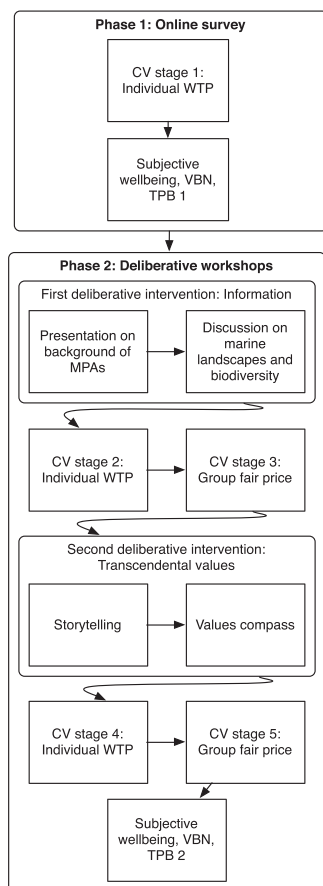 Phase 1: Online survey
CV stage 1:
Individual WTP
Subjective
wellbeing, VBN,
TPB 1
Phase 2: Deliberative workshops
First deliberative intervention: Information
Presentation on
background of
MPAs
Discussion on
marine
landscapes and
biodiversity
CV stage 2:
Individual WTP
CV stage 3:
Group fair price
Second deliberative intervention:
Transcendental values
Storytelling
Values compass
CV stage 4:
Individual WTP
CV stage 5:
Group fair price
Subjective
wellbeing, VBN,
TPB 2